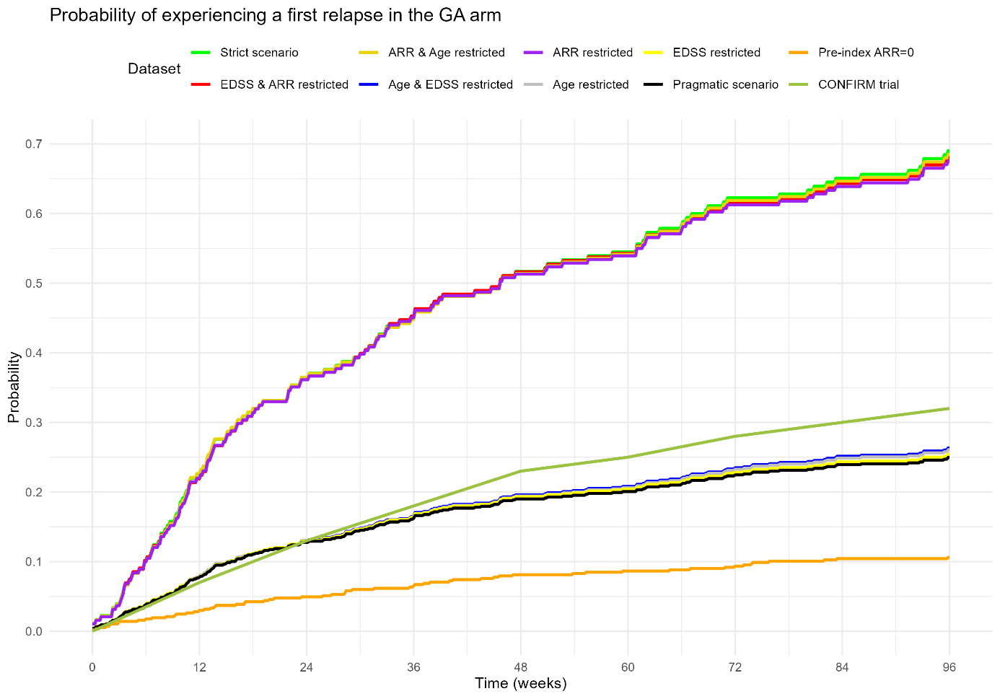 Probability of experiencing a first relapse in the GA arm
Dataset
Strict scenario
ARR & Age restricted
ARR restricted
EDSS restricted
Pre-index ARR=0
EDSS & ARR restricted
Age & EDSS restricted
Age restricted
Pragmatic scenario
CONFIRM trial
Probability
0.7
0.6
0.5
0.4
0.3
0.2
0.1
0.0
0 12 24 36 48 60 72 84 96
Time (weeks)